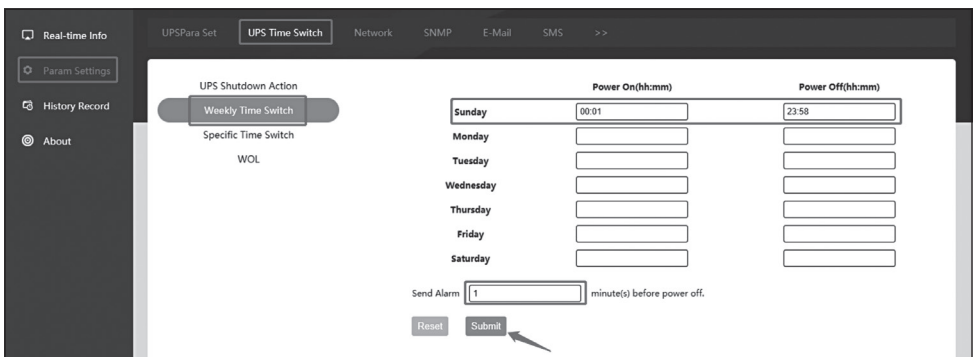 Real-time Info
Param Settings
History Record
About
UPSPara Set UPS Time Switch Network SNMP E-Mail SMS >>
UPS Shutdown Action
Weekly Time Switch
Specific Time Switch
WOL
Power On(hh:mm) Power Off(hh:mm)
Sunday 00:01 23:58
Monday
Tuesday
Wednesday
Thursday
Friday
Saturday
Send Alarm 1 minute(s) before power off.
Reset Submit